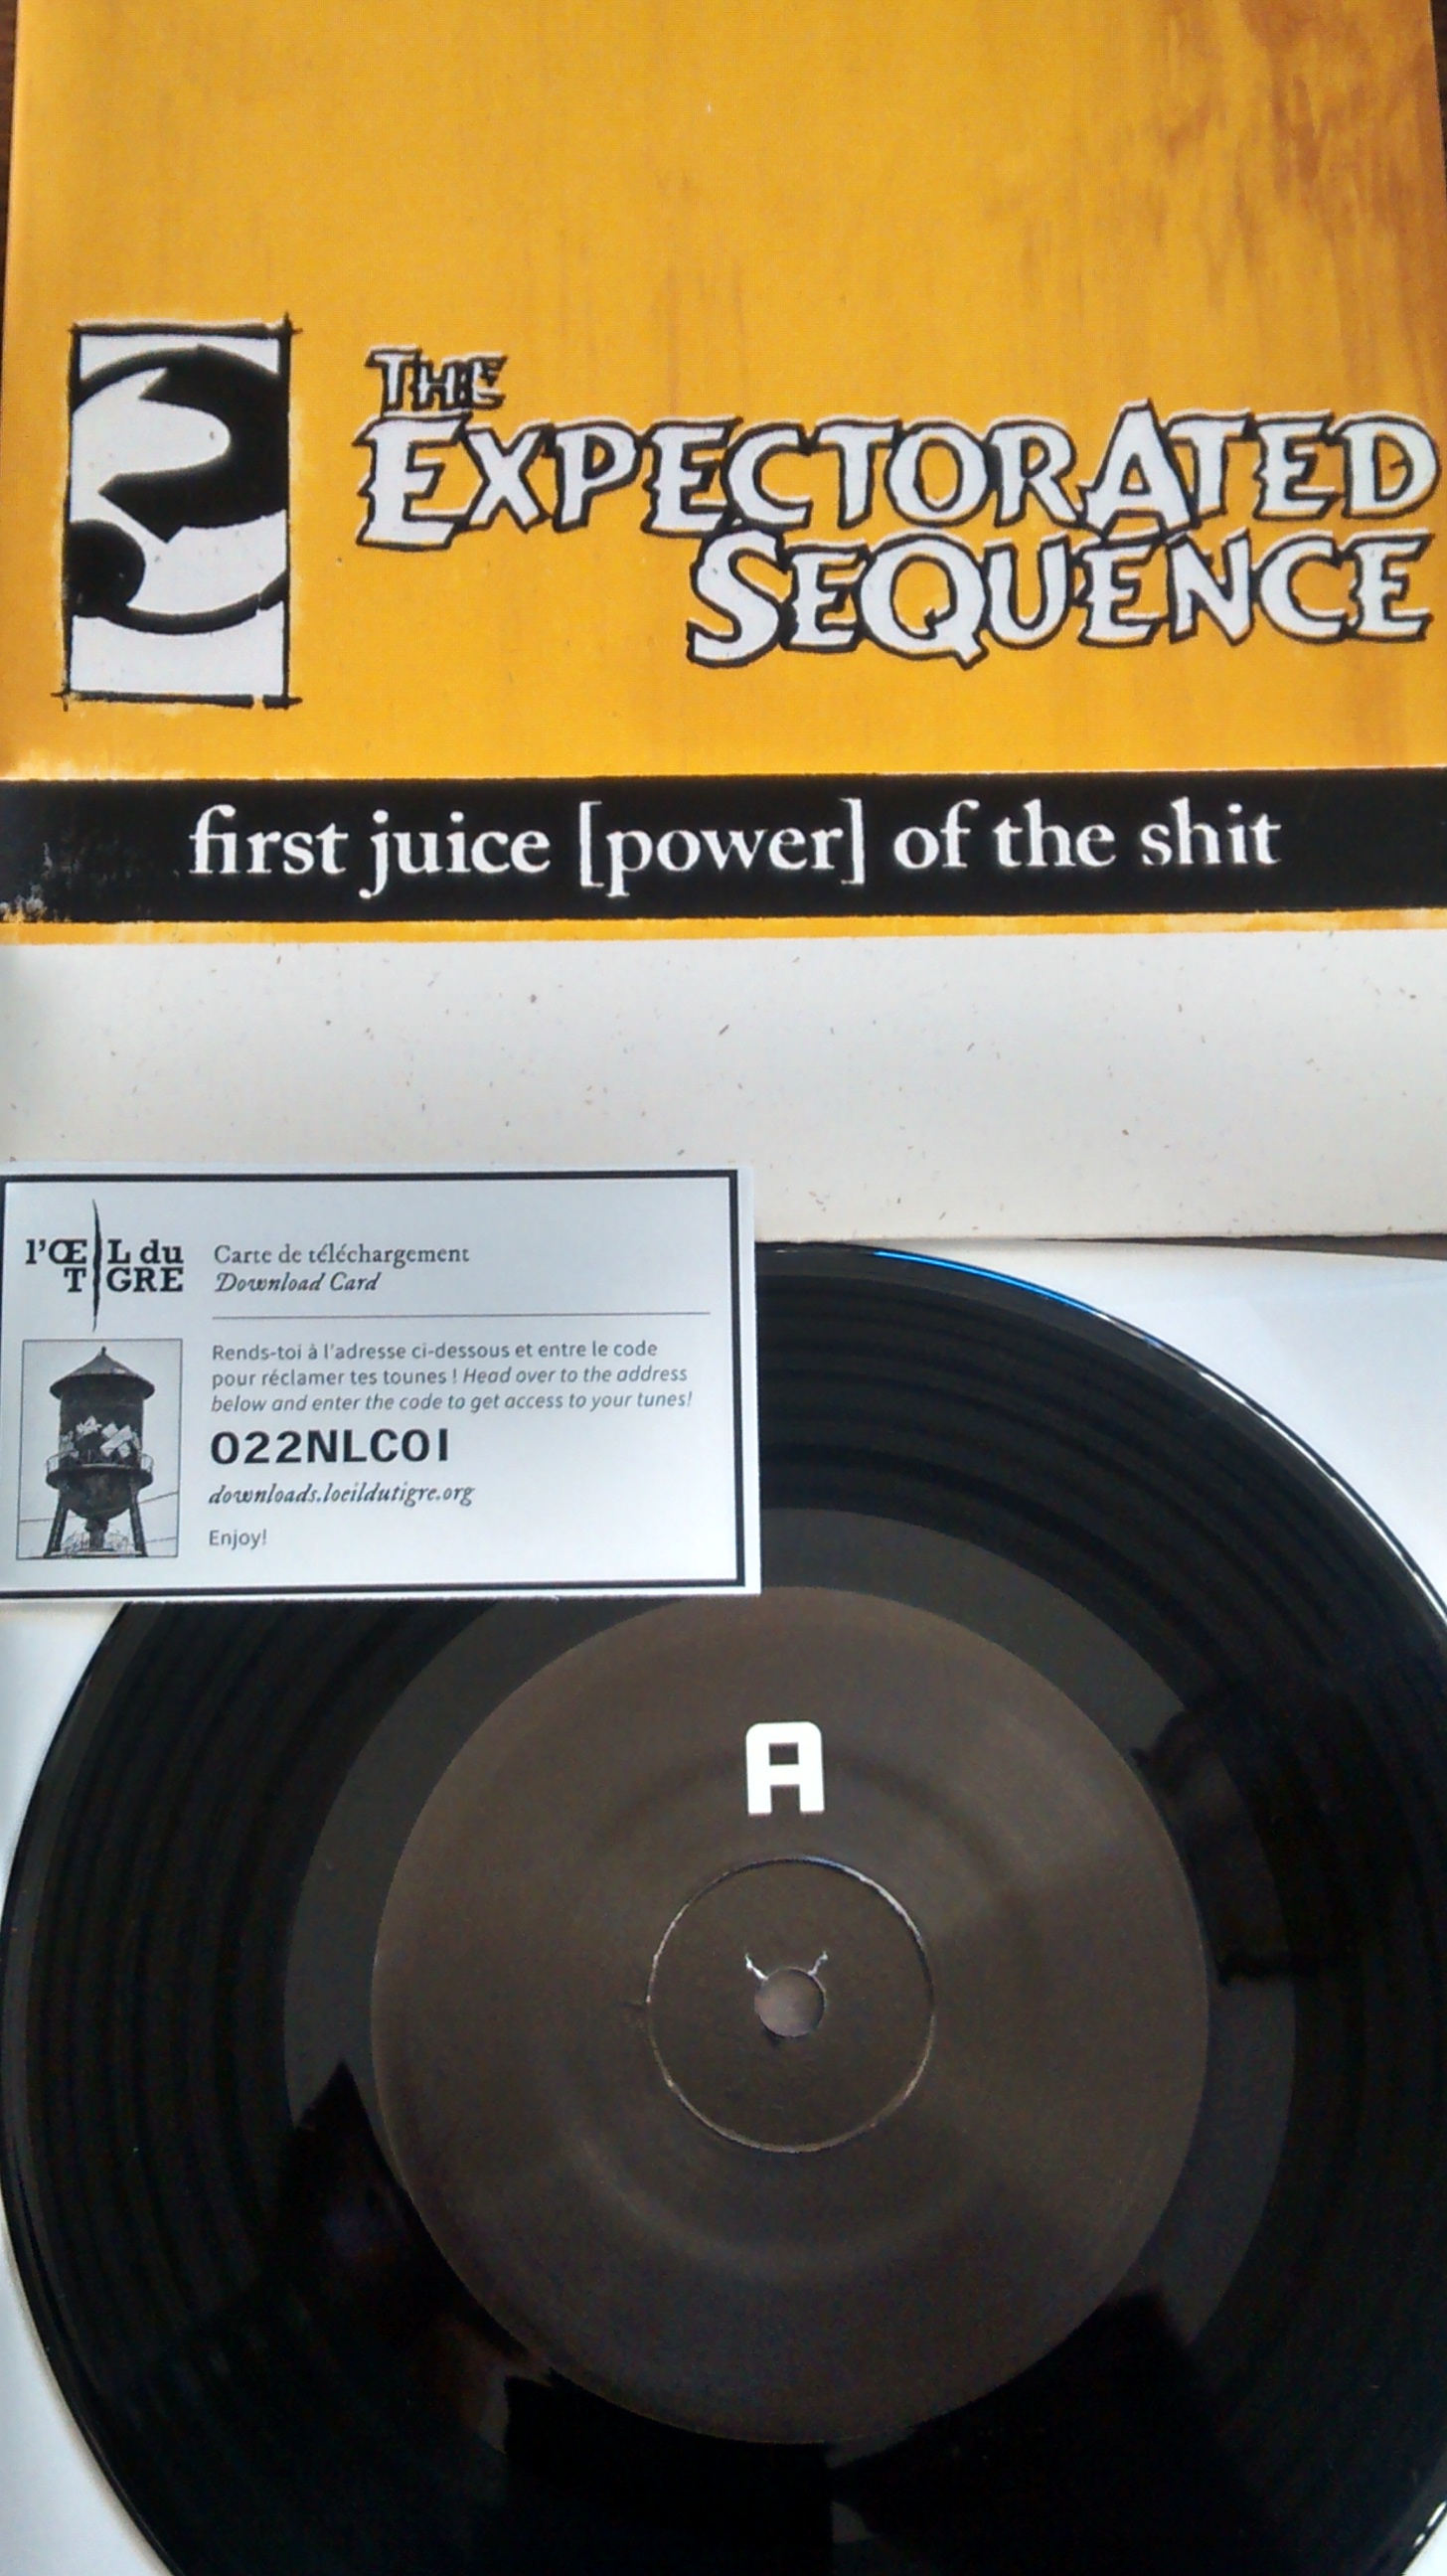 THE
EXPECTORATED
SEQUENCE
first juice [power] of the shit
l'ŒIL du
TIGRE
Carte de téléchargement
Download Card
Rends-toi à l'adresse ci-dessous et entre le code
pour réclamer tes tounes ! Head over to the address
below and enter the code to get access to your tunes!
022NLC01
downloads.loeildutigre.org
Enjoy!
A